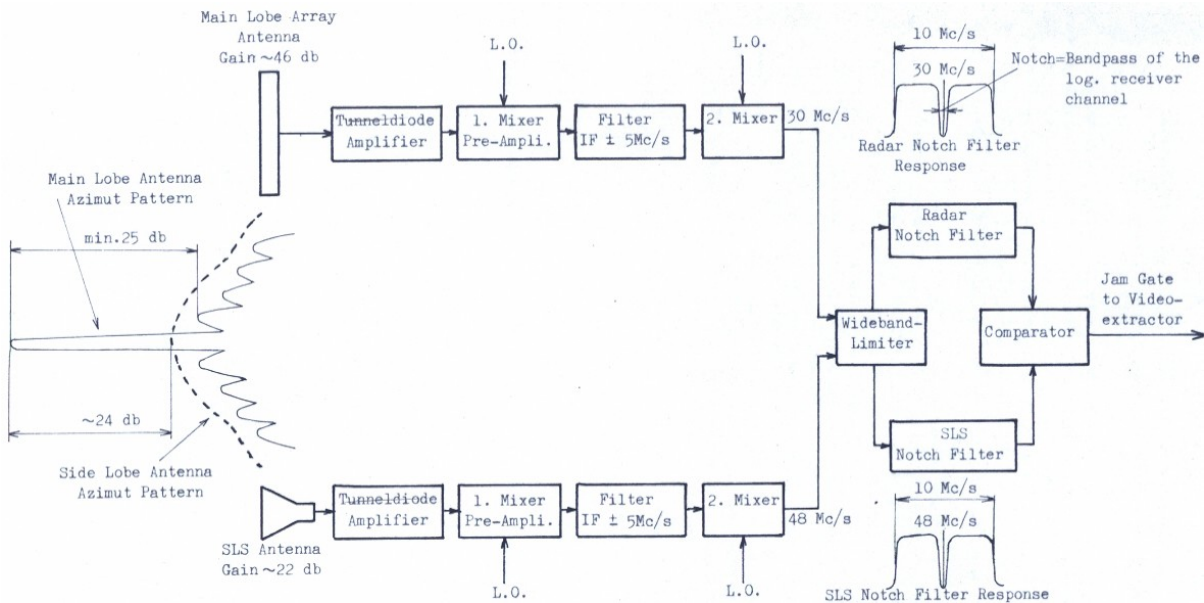 Main Lobe Array
Antenna
Gain ~46 db
L.O.
L.O.
10 Mc/s
30 Mc/s
Notch=Bandpass of the
log. receiver
channel
Radar Notch Filter
Response
Tunneldiode
Amplifier
1. Mixer
Pre-Ampli.
Filter
IF ± 5Mc/s
2. Mixer
30 Mc/s
Main Lobe Antenna
Azimut Pattern
min.25 db
~24 db
Side Lobe Antenna
Azimut Pattern
Radar
Notch Filter
Wideband-
Limiter
Comparator
Jam Gate
to Video-
extractor
SLS
Notch Filter
Tunneldiode
Amplifier
1. Mixer
Pre-Ampli.
Filter
IF ± 5Mc/s
2. Mixer
48 Mc/s
SLS Antenna
Gain ~22 db
L.O.
L.O.
10 Mc/s
48 Mc/s
SLS Notch Filter Response